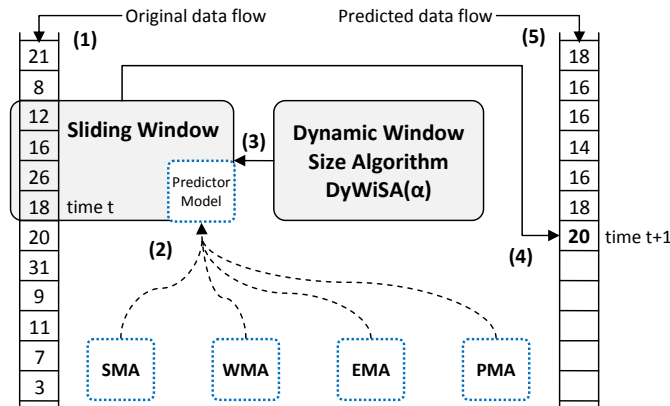 Original data flow
Predicted data flow
(1)
(5)
21
8
12
16
26
18
20
31
9
11
7
3
Sliding Window
time t
Predictor
Model
(3)
Dynamic Window
Size Algorithm
DyWiSA(α)
(2)
(4)
SMA
WMA
EMA
PMA
18
16
16
14
16
18
20
time t+1